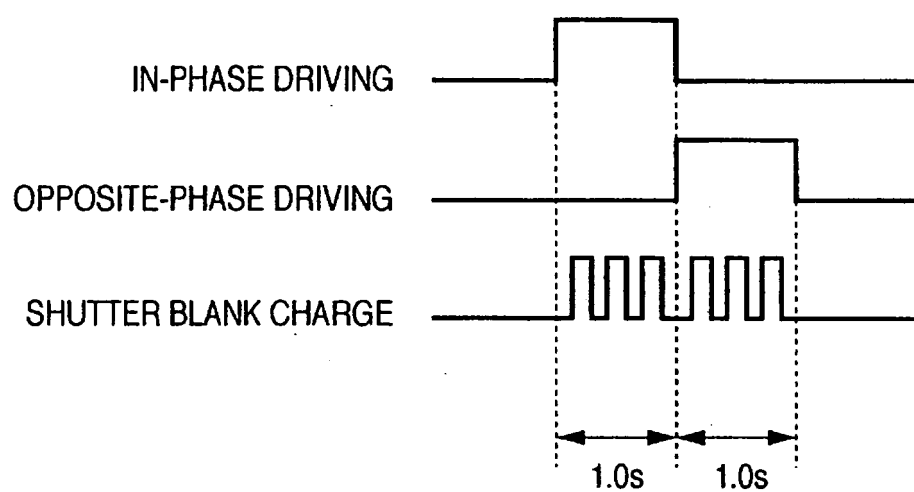 IN-PHASE DRIVING
OPPOSITE-PHASE DRIVING
SHUTTER BLANK CHARGE
1.0s 1.0s